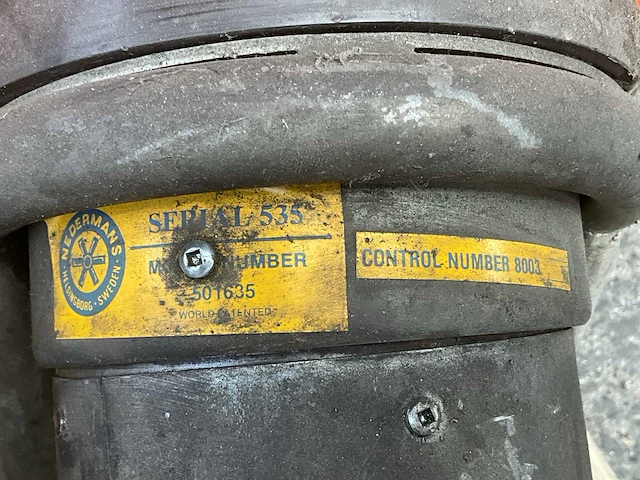 NEDERMANS
HELSINGBORG • SWEDEN
SERIAL 535
NUMBER
501635
WORLD PATENTED
CONTROL NUMBER 8003